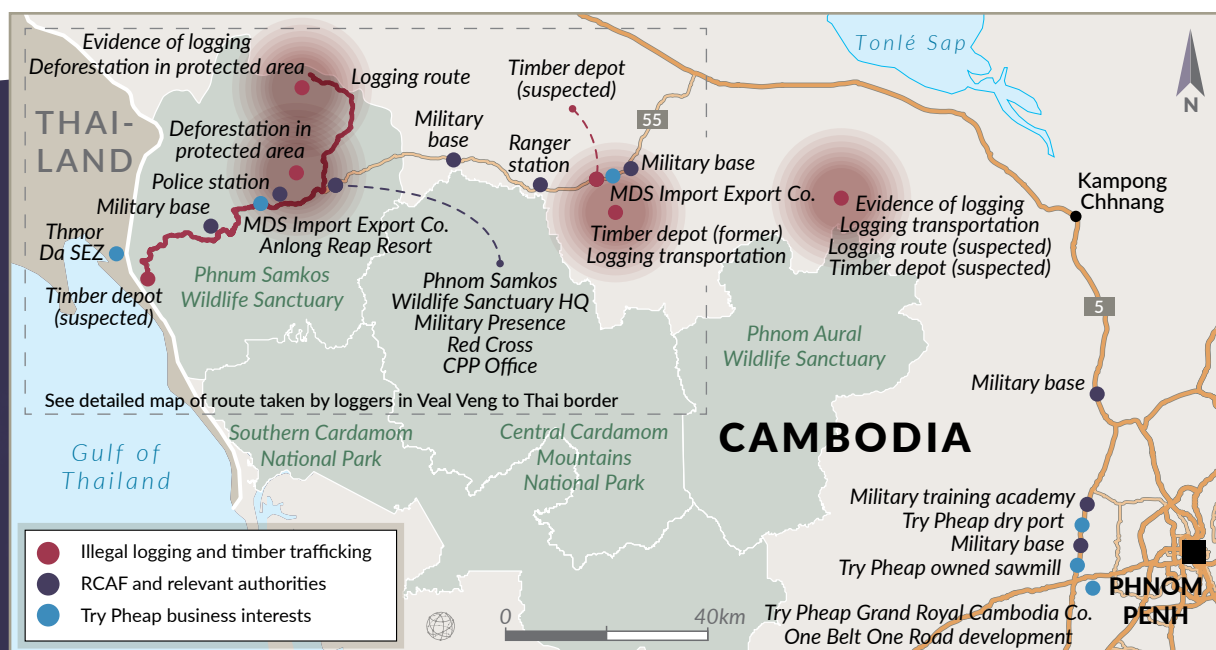 Evidence of logging
Deforestation in protected area
Logging route
Timber depot
(suspected)
Tonlé Sap
N
THAI-
LAND
Deforestation in
protected area
Military
base
Ranger
station
55
Military base
Police station
Military base
MDS Import Export Co.
Anlong Reap Resort
MDS Import Export Co.
Timber depot (former)
Logging transportation
Evidence of logging
Logging transportation
Logging route (suspected)
Timber depot (suspected)
Kampong
Chhnang
Thmor
Da SEZ
Timber depot
(suspected)
Phnum Samkos
Wildlife Sanctuary
Phnom Samkos
Wildlife Sanctuary HQ
Military Presence
Red Cross
CPP Office
Phnom Aural
Wildlife Sanctuary
5
Military base
See detailed map of route taken by loggers in Veal Veng to Thai border
CAMBODIA
Gulf of
Thailand
Southern Cardamom
National Park
Central Cardamom
Mountains
National Park
Military training academy
Try Pheap dry port
Military base
Try Pheap owned sawmill
PHNOM
PENH
Try Pheap Grand Royal Cambodia Co.
One Belt One Road development
Illegal logging and timber trafficking
RCAF and relevant authorities
Try Pheap business interests
0 40km